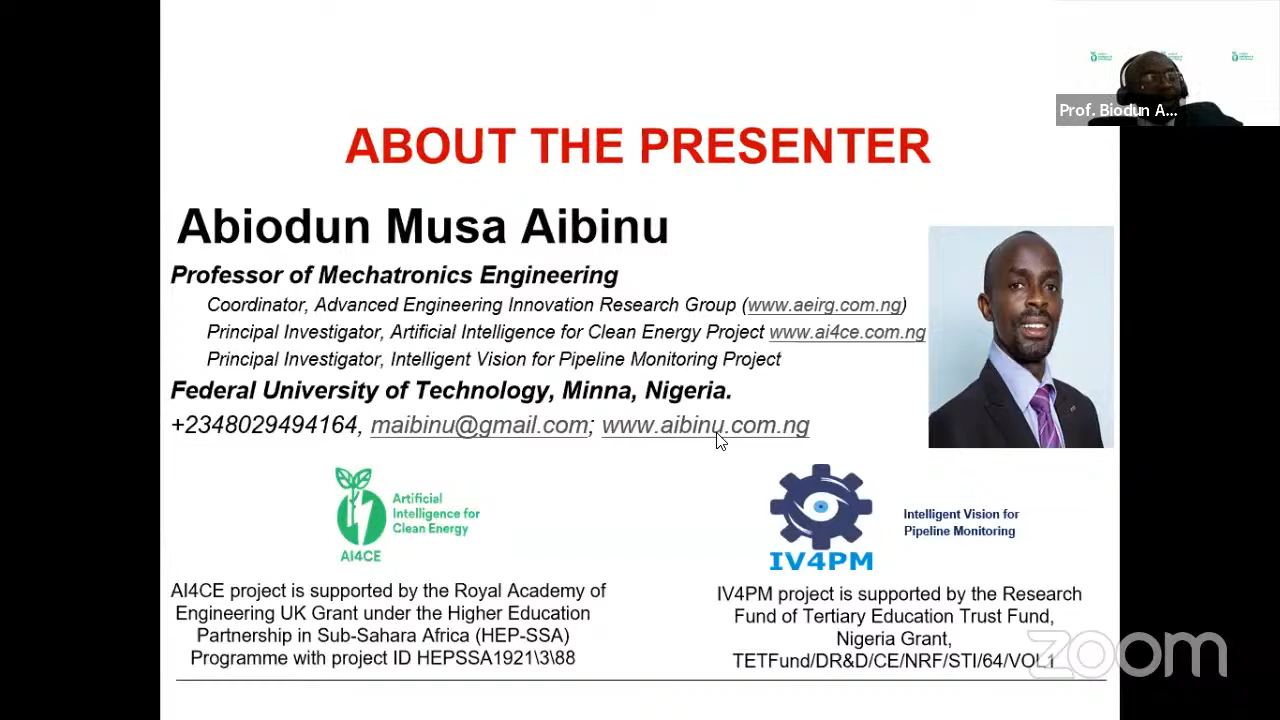 Prof. Biodun A...
ABOUT THE PRESENTER
Abiodun Musa Aibinu
Professor of Mechatronics Engineering
Coordinator, Advanced Engineering Innovation Research Group (www.aeirg.com.ng)
Principal Investigator, Artificial Intelligence for Clean Energy Project www.ai4ce.com.ng
Principal Investigator, Intelligent Vision for Pipeline Monitoring Project
Federal University of Technology, Minna, Nigeria.
+2348029494164, maibinu@gmail.com; www.aibinu.com.ng
Artificial
Intelligence for
Clean Energy
AI4CE
Intelligent Vision for
Pipeline Monitoring
IV4PM
AI4CE project is supported by the Royal Academy of
Engineering UK Grant under the Higher Education
Partnership in Sub-Sahara Africa (HEP-SSA)
Programme with project ID HEPSSA1921\3\88
IV4PM project is supported by the Research
Fund of Tertiary Education Trust Fund,
Nigeria Grant,
TETFund/DR&D/CE/NRF/STI/64/VOL1
zoom